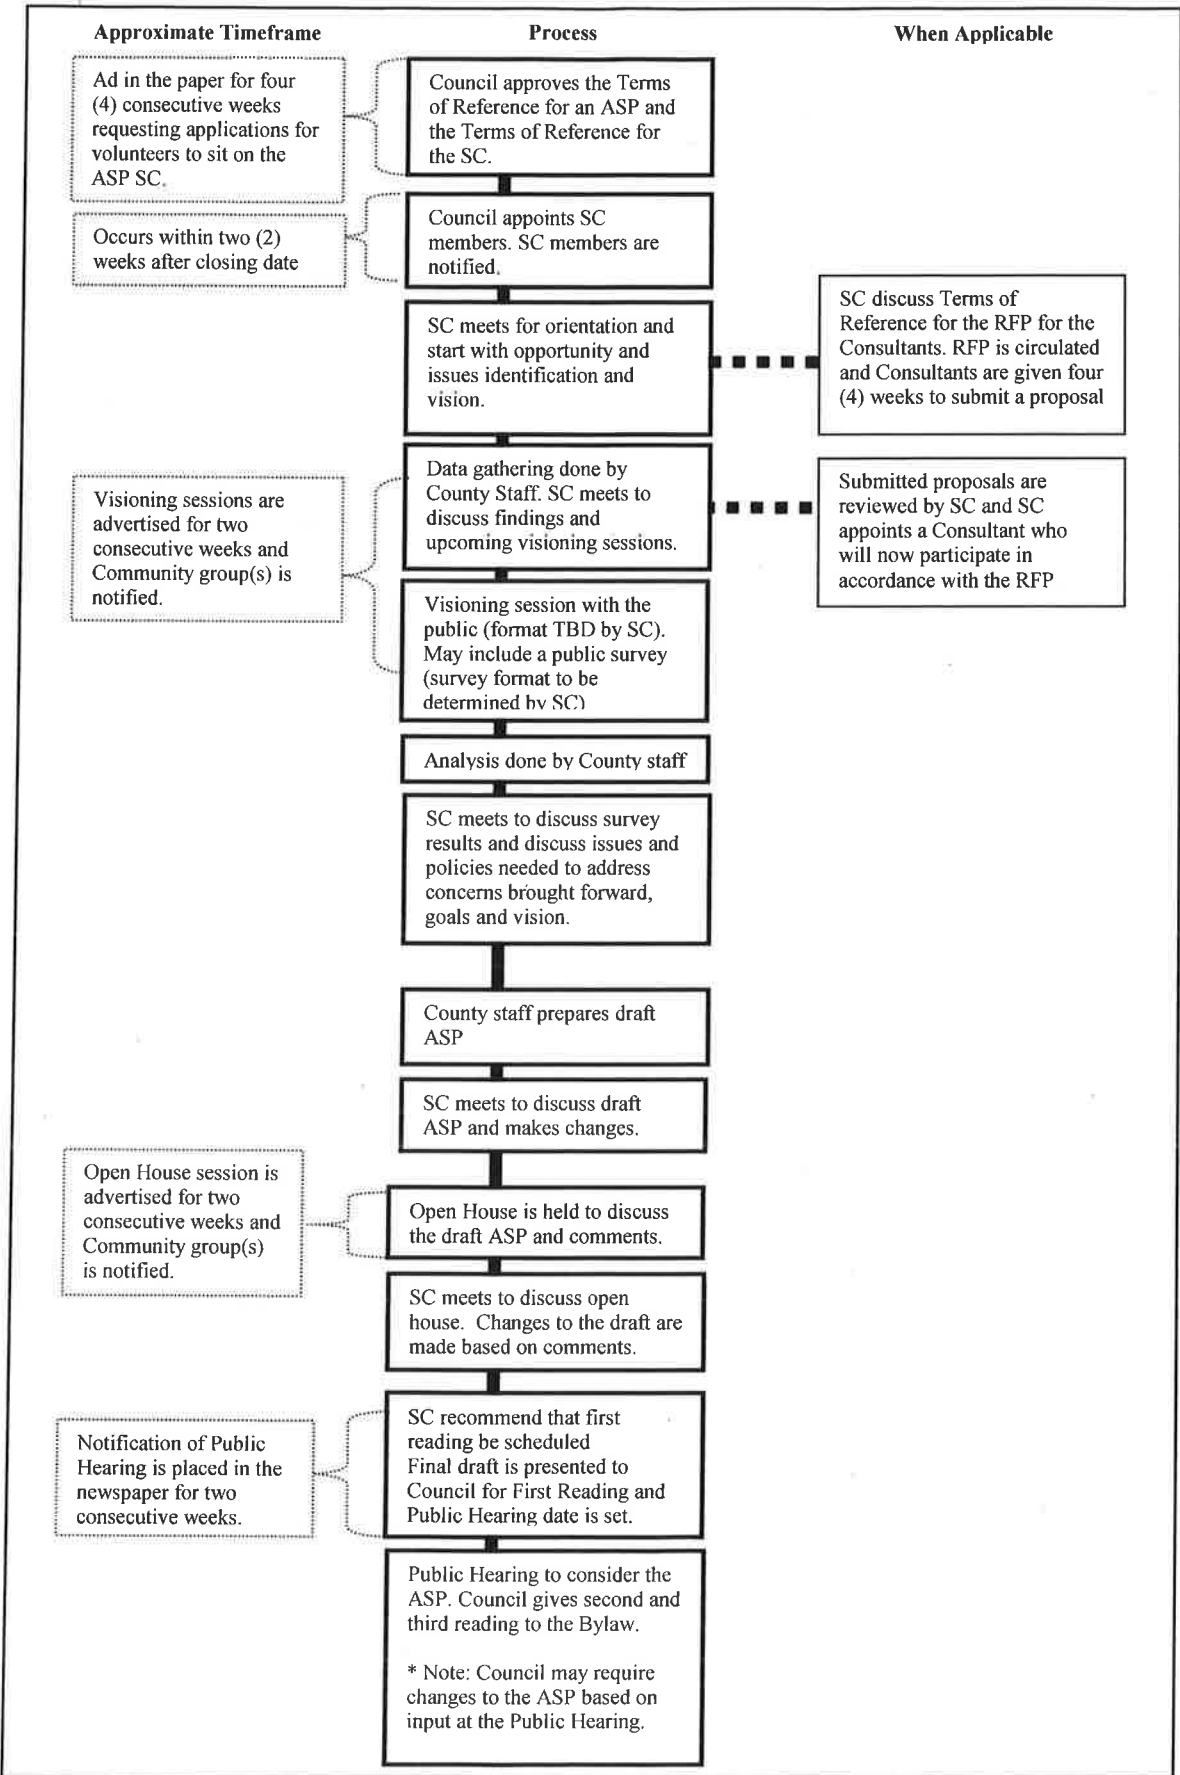 Approximate Timeframe
Process
When Applicable
Ad in the paper for four
(4) consecutive weeks
requesting applications for
volunteers to sit on the
ASP SC.
Council approves the Terms
of Reference for an ASP and
the Terms of Reference for
the SC.
Occurs within two (2)
weeks after closing date
Council appoints SC
members. SC members are
notified.
SC meets for orientation and
start with opportunity and
issues identification and
vision.
SC discuss Terms of
Reference for the RFP for the
Consultants. RFP is circulated
and Consultants are given four
(4) weeks to submit a proposal
Visioning sessions are
advertised for two
consecutive weeks and
Community group(s) is
notified.
Data gathering done by
County Staff. SC meets to
discuss findings and
upcoming visioning sessions.
Submitted proposals are
reviewed by SC and SC
appoints a Consultant who
will now participate in
accordance with the RFP
Visioning session with the
public (format TBD by SC).
May include a public survey
(survey format to be
determined by SC)
Analysis done by County staff
SC meets to discuss survey
results and discuss issues and
policies needed to address
concerns brought forward,
goals and vision.
County staff prepares draft
ASP
SC meets to discuss draft
ASP and makes changes.
Open House session is
advertised for two
consecutive weeks and
Community group(s)
is notified.
Open House is held to discuss
the draft ASP and comments.
SC meets to discuss open
house. Changes to the draft are
made based on comments.
Notification of Public
Hearing is placed in the
newspaper for two
consecutive weeks.
SC recommend that first
reading be scheduled
Final draft is presented to
Council for First Reading and
Public Hearing date is set.
Public Hearing to consider the
ASP. Council gives second and
third reading to the Bylaw.
* Note: Council may require
changes to the ASP based on
input at the Public Hearing.